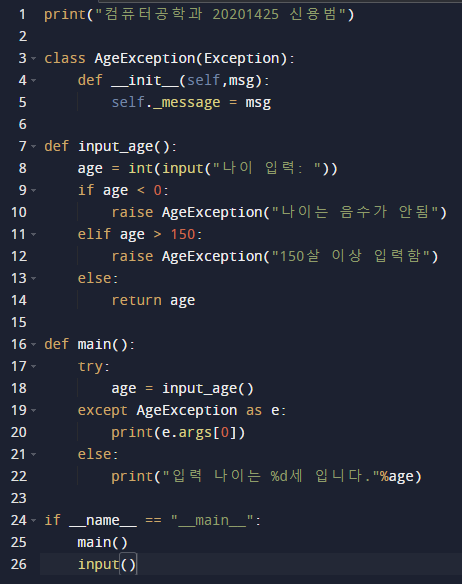 1 print("컴퓨터공학과 20201425 신용범")
2
3 class AgeException(Exception):
4     def __init__(self,msg):
5         self._message = msg
6
7 def input_age():
8     age = int(input("나이 입력: "))
9     if age < 0:
10         raise AgeException("나이는 음수가 안됨")
11     elif age > 150:
12         raise AgeException("150살 이상 입력함")
13     else:
14         return age
15
16 def main():
17     try:
18         age = input_age()
19     except AgeException as e:
20         print(e.args[0])
21     else:
22         print("입력 나이는 %d세 입니다."%age)
23
24 if __name__ == "__main__":
25     main()
26     input()